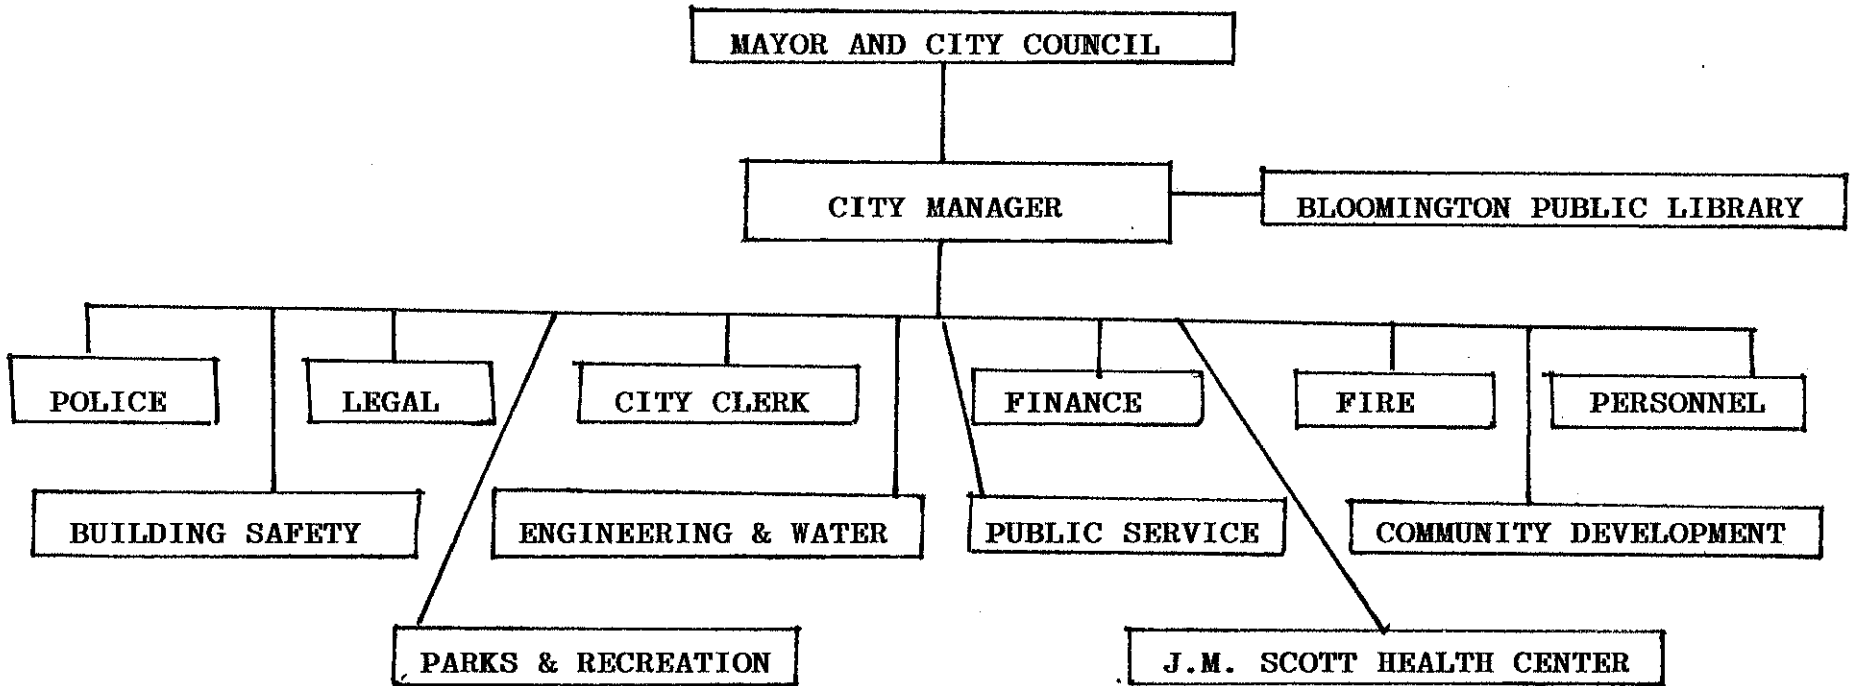 MAYOR AND CITY COUNCIL
CITY MANAGER
BLOOMINGTON PUBLIC LIBRARY
POLICE
LEGAL
CITY CLERK
FINANCE
FIRE
PERSONNEL
BUILDING SAFETY
ENGINEERING & WATER
PUBLIC SERVICE
COMMUNITY DEVELOPMENT
PARKS & RECREATION
J.M. SCOTT HEALTH CENTER